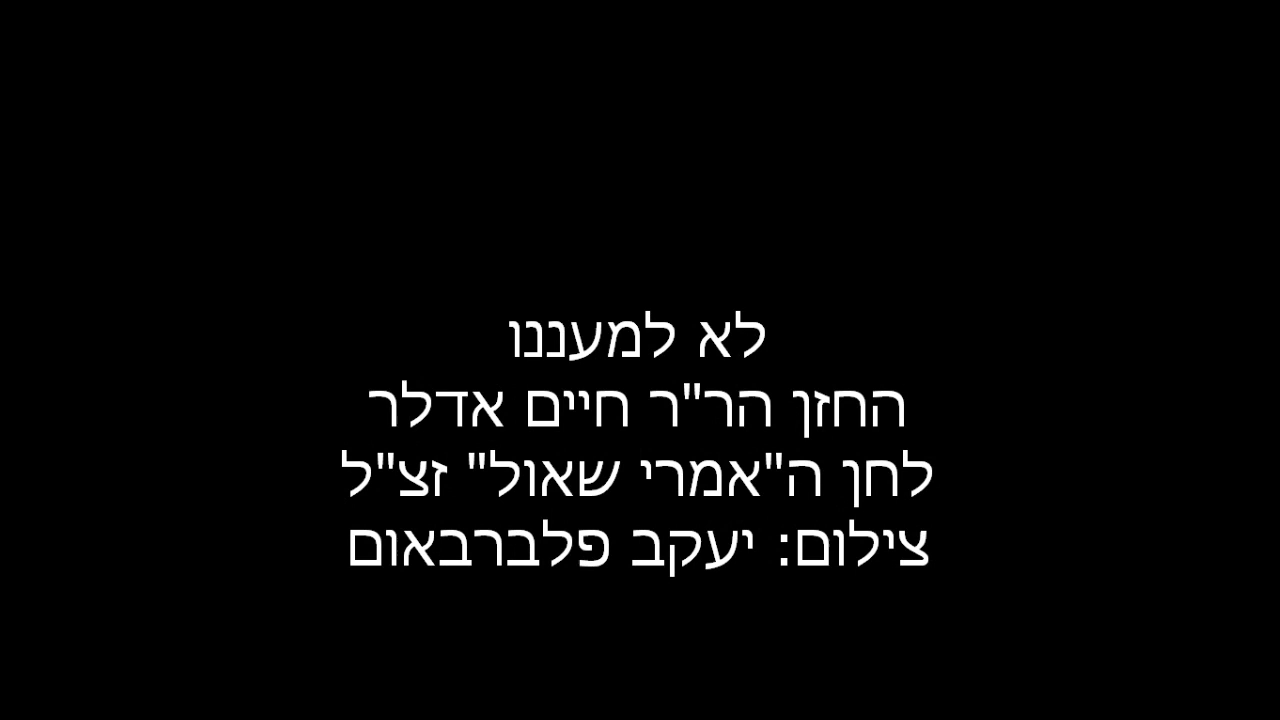 לא למעננו
החזן הר"ר חיים אדלר
לחן ה"אמרי שאול" זצ"ל
צילום: יעקב פלברבאום